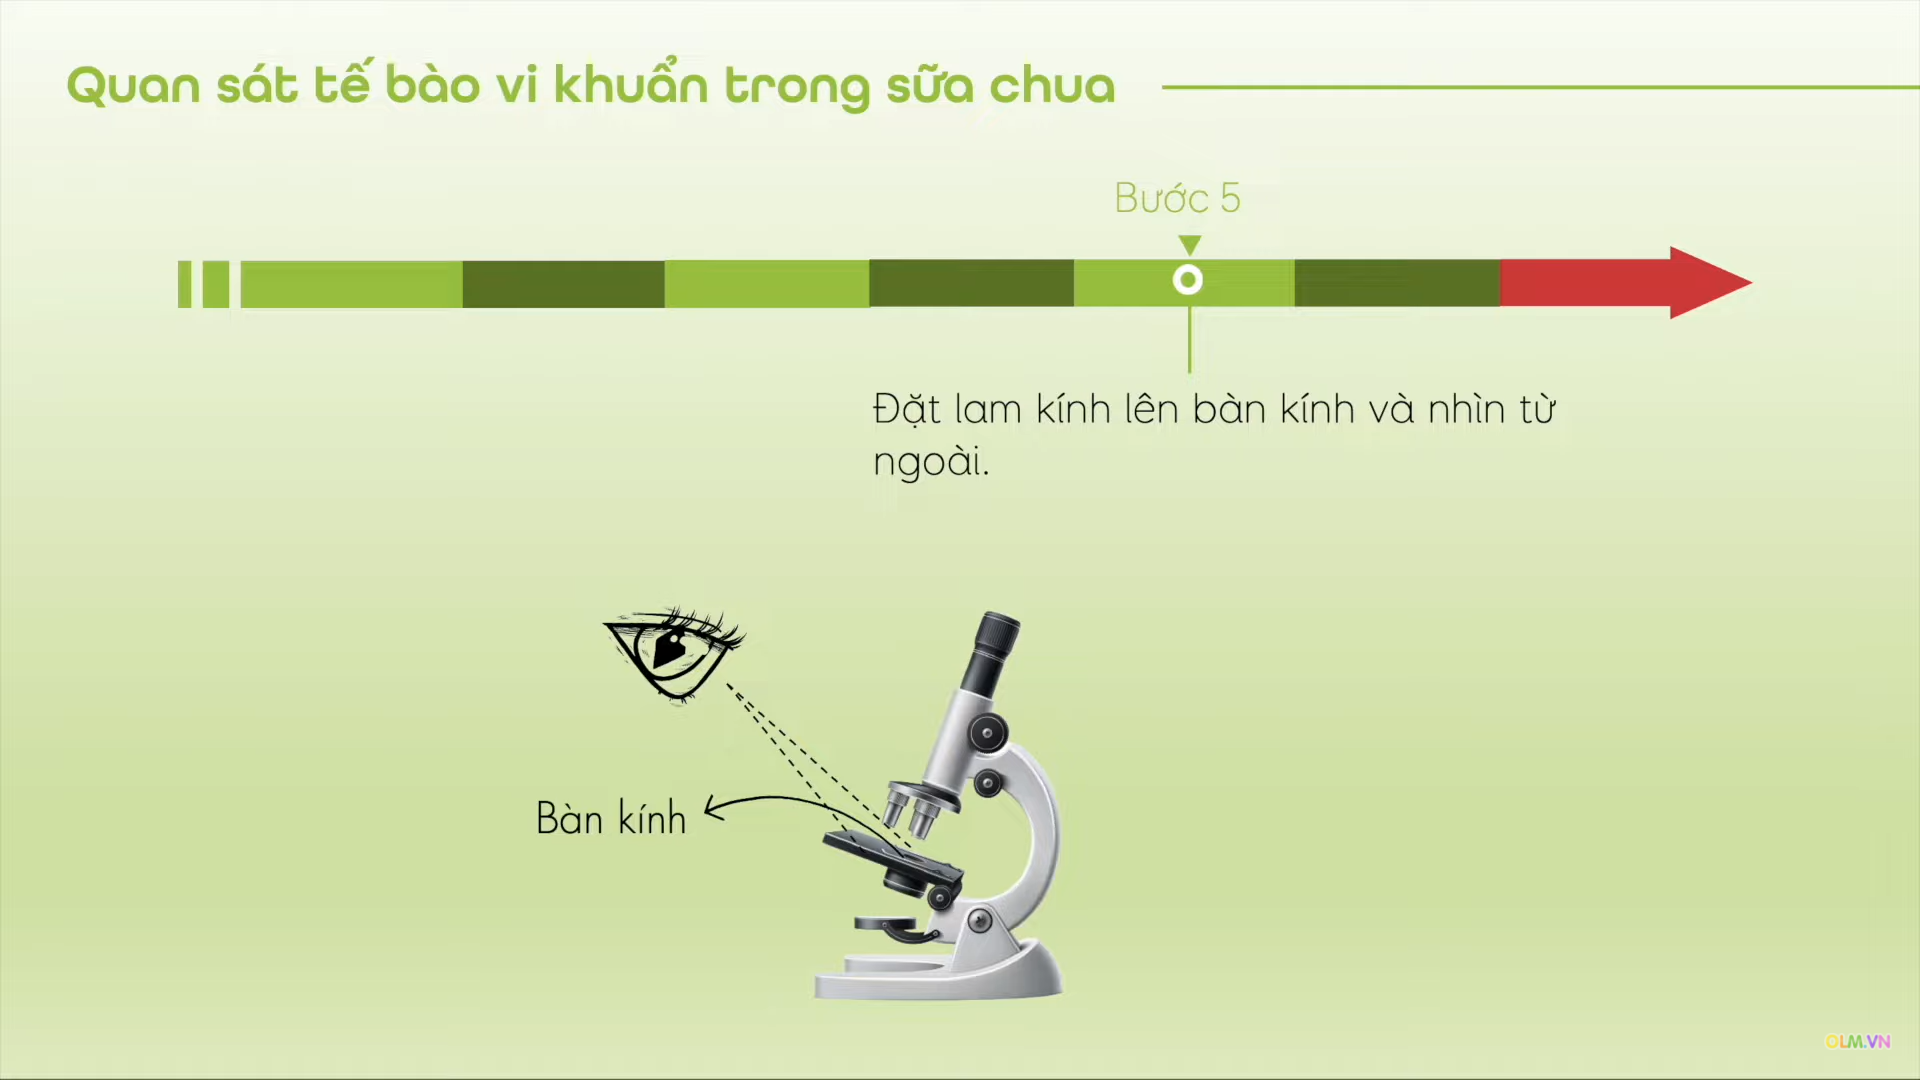 Quan sát tế bào vi khuẩn trong sữa chua
Bước 5
Đặt lam kính lên bàn kính và nhìn từ
ngoài.
Bàn kính
OLM.VN